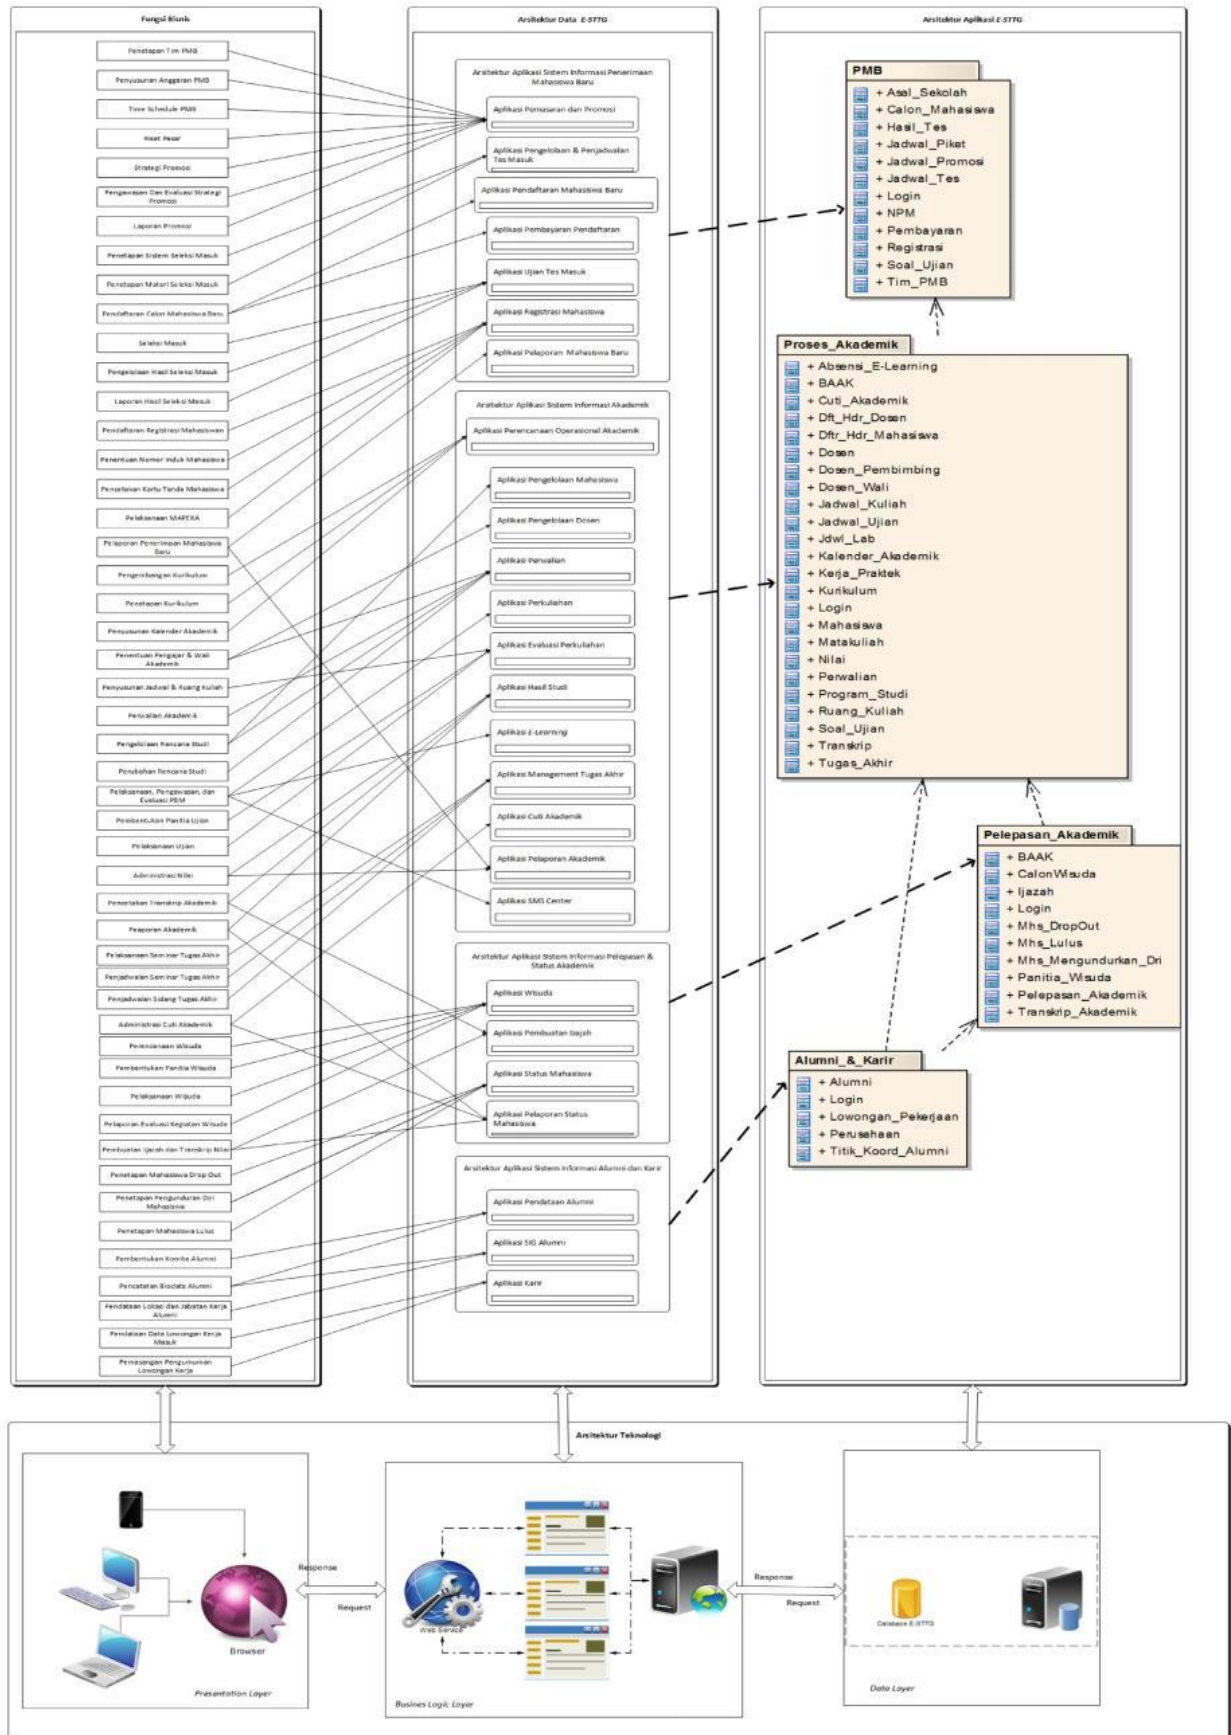 Fungsi Bisnis
Penetapan Tim PMB
Penyusunan Anggaran PMB
Time Schedule PMB
Riset Pasar
Strategi Promosi
Pengawasan Dan Evaluasi Strategi
Promosi
Laporan Promosi
Penetapan Sistem Seleksi Masuk
Penetapan Materi Seleksi Masuk
Pendaftaran Calon Mahasiswa Baru
Seleksi Masuk
Pengelolaan Hasil Seleksi Masuk
Laporan Hasil Seleksi Masuk
Pendaftaran Registrasi Mahasiswan
Penentuan Nomor Induk Mahasiswa
Pencetakan Kartu Tanda Mahasiswa
Pelaksanaan MAPEKA
Pelaporan Penerimaan Mahasiswa
Baru
Pengembangan Kurikulum
Penetapan Kurikulum
Penyusunan Kalender Akademik
Penentuan Pengajar & Wali
Akademik
Penyusunan Jadwal & Ruang Kuliah
Perwalian Akademik
Pengelolaan Rencana Studi
Perubahan Rencana Studi
Pelaksanaan, Pengawasan, dan
Evaluasi PBM
Pembentukan Panitia Ujian
Pelaksanaan Ujian
Administrasi Nilai
Pencetakan Transkrip Akademik
Peaporan Akademik
Pelaksanaan Seminar Tugas Akhir
Penjadwalan Seminar Tugas Akhir
Penjadwalan Sidang Tugas Akhir
Administrasi Cuti Akademik
Perencanaan Wisuda
Pembentukan Panitia Wisuda
Pelaksanaan Wisuda
Pelaporan Evaluasi Kegiatan Wisuda
Pembuatan Ijazah dan Transkrip Nilai
Penetapan Mahasiswa Drop Out
Penetapan Pengunduran Diri
Mahasiswa
Penetapan Mahasiswa Lulus
Pembentukan Komite Alumni
Pencatatan Biodata Alumni
Pendataan Lokasi dan Jabatan Kerja
Alumni
Pendataan Data Lowongan Kerja
Masuk
Pemasangan Pengumuman
Lowongan Kerja
Arsitektur Data E-STTG
Arsitektur Aplikasi Sistem Informasi Penerimaan
Mahasiswa Baru
Aplikasi Pemasaran dan Promosi
Aplikasi Pengelolaan & Penjadwalan
Tes Masuk
Aplikasi Pendaftaran Mahasiswa Baru
Aplikasi Pembayaran Pendaftaran
Aplikasi Ujian Tes Masuk
Aplikasi Registrasi Mahasiswa
Aplikasi Pelaporan Mahasiswa Baru
Arsitektur Aplikasi Sistem Informasi Akademik
Aplikasi Perencanaan Operasional Akademik
Aplikasi Pengelolaan Mahasiswa
Aplikasi Pengelolaan Dosen
Aplikasi Perwalian
Aplikasi Perkuliahan
Aplikasi Evaluasi Perkuliahan
Aplikasi Hasil Studi
Aplikasi E-Learning
Aplikasi Management Tugas Akhir
Aplikasi Cuti Akademik
Aplikasi Pelaporan Akademik
Aplikasi SMS Center
Arsitektur Aplikasi Sistem Informasi Pelepasan &
Status Akademik
Aplikasi Wisuda
Aplikasi Pembuatan Izajah
Aplikasi Status Mahasiswa
Aplikasi Pelaporan Status
Mahasiswa
Arsitektur Aplikasi Sistem Informasi Alumni dan Karir
Aplikasi Pendataan Alumni
Aplikasi SIG Alumni
Aplikasi Karir
Arsitektur Aplikasi E-STTG
PMB
+ Asal_Sekolah
+ Calon_Mahasiswa
+ Hasil_Tes
+ Jadwal_Piket
+ Jadwal_Promosi
+ Jadwal_Tes
+ Login
+ NPM
+ Pembayaran
+ Registrasi
+ Soal_Ujian
+ Tim_PMB
Proses_Akademik
+ Absensi_E-Learning
+ BAAK
+ Cuti_Akademik
+ Dft_Hdr_Dosen
+ Dftr_Hdr_Mahasiswa
+ Dosen
+ Dosen_Pembimbing
+ Dosen_Wali
+ Jadwal_Kuliah
+ Jadwal_Ujian
+ Jdwl_Lab
+ Kalender_Akademik
+ Kerja_Praktek
+ Kurikulum
+ Login
+ Mahasiswa
+ Matakuliah
+ Nilai
+ Perwalian
+ Program_Studi
+ Ruang_Kuliah
+ Soal_Ujian
+ Transkrip
+ Tugas_Akhir
Pelepasan_Akademik
+ BAAK
+ CalonWisuda
+ Ijazah
+ Login
+ Mhs_DropOut
+ Mhs_Lulus
+ Mhs_Mengundurkan_Dri
+ Panitia_Wisuda
+ Pelepasan_Akademik
+ Transkrip_Akademik
Alumni_&_Karir
+ Alumni
+ Login
+ Lowongan_Pekerjaan
+ Perusahaan
+ Titik_Koord_Alumni
Arsitektur Teknologi
Browser
Presentation Layer
Response
Request
Web Service
Busines Logic Layer
Response
Request
Database E-STTG
Data Layer